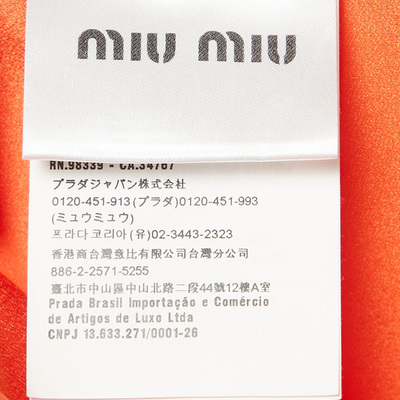 miu miu
RN.98339 - CA.34767
プラダジャパン株式会社
0120-451-913(プラダ)0120-451-993
(ミュウミュウ)
프라다코리아(유)02-3443-2323
香港商台灣意比有限公司台灣分公司
886-2-2571-5255
臺北市中山區中山北路二段44號12樓A室
Prada Brasil Importação e Comércio
de Artigos de Luxo Ltda
CNPJ 13.633.271/0001-26